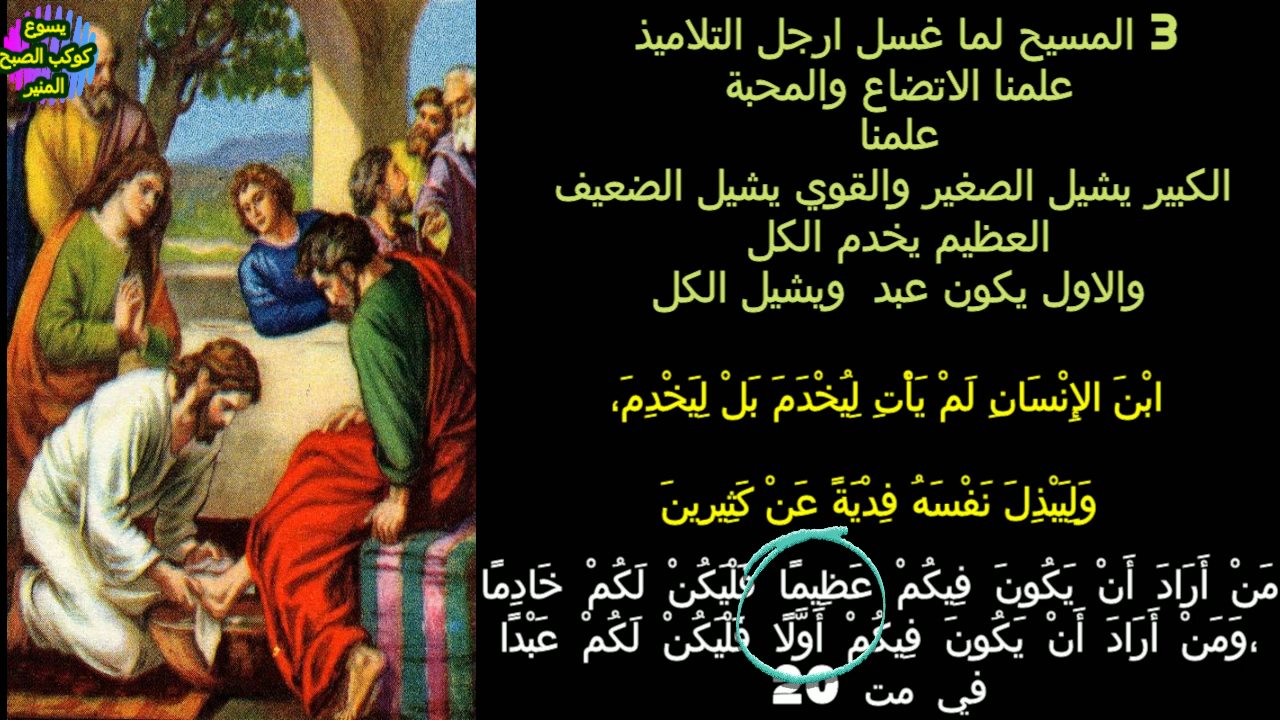 يسوع
كوكب الصبح
المنير
3 المسيح لما غسل ارجل التلاميذ
علمنا الاتضاع والمحبة
علمنا
الكبير يشيل الصغير والقوي يشيل الضعيف
العظيم يخدم الكل
والاول يكون عبد ويشيل الكل
ابْنَ الإِنْسَانِ لَمْ يَأْتِ لِيُخْدَمَ بَلْ لِيَخْدِمَ،
وَلِيَبْذِلَ نَفْسَهُ فِدْيَةً عَنْ كَثِيرِينَ
مَنْ أَرَادَ أَنْ يَكُونَ فِيكُمْ عَظِيمًا فَلْيَكُنْ لَكُمْ خَادِمًا
،وَمَنْ أَرَادَ أَنْ يَكُونَ فِيكُمْ أَوَّلًا فَلْيَكُنْ لَكُمْ عَبْدًا
في مت 20